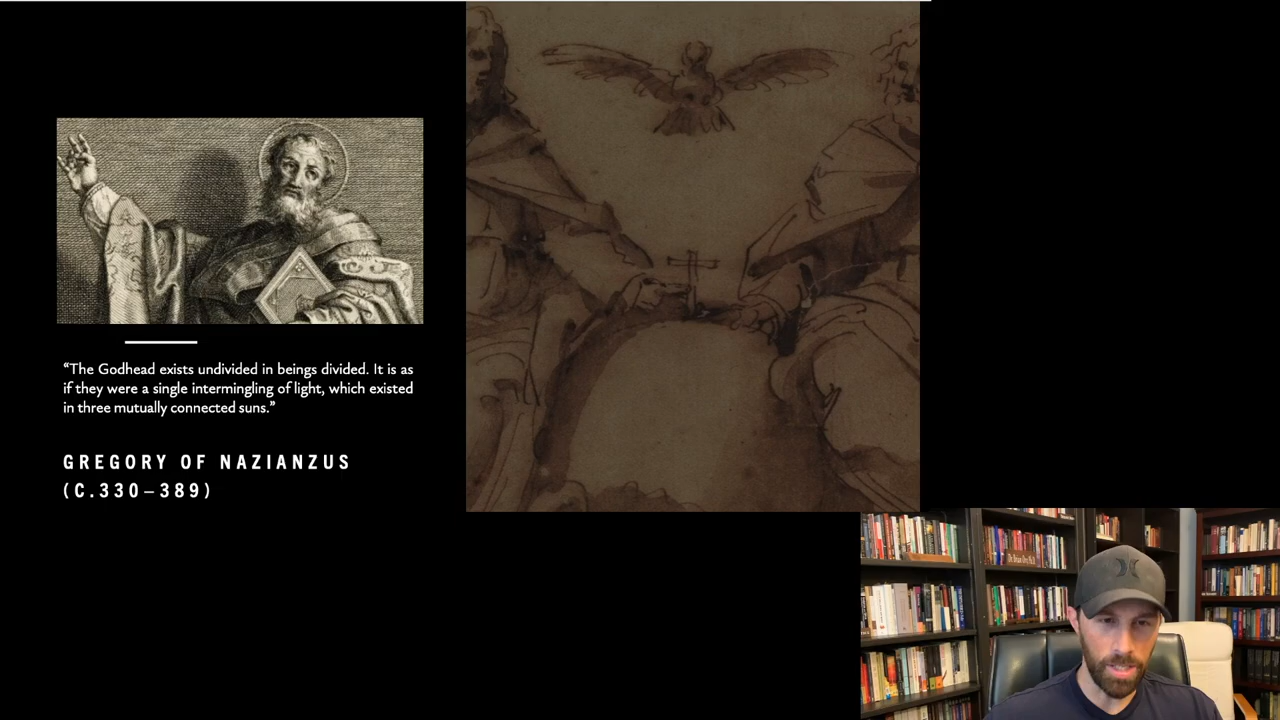 “The Godhead exists undivided in beings divided. It is as
if they were a single intermingling of light, which existed
in three mutually connected suns.”
GREGORY OF NAZIANZUS
(C.330–389)